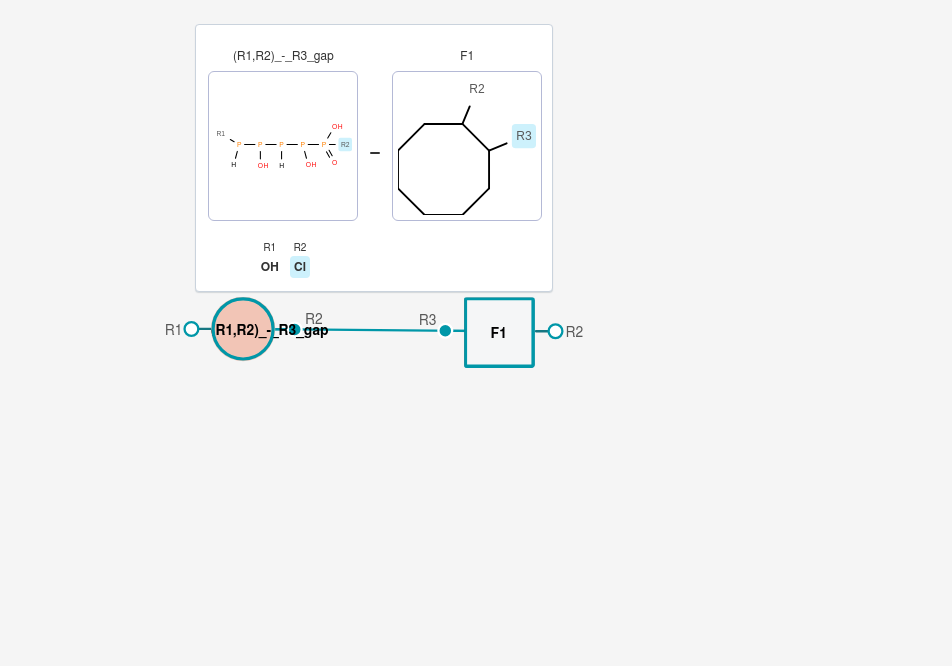 (R1,R2)_-_R3_gap F1
R2
R3
OH
R1
P P P P P R2
H OH H OH O
R1 R2
OH Cl
R1 R1,R2)_-_R3_gap R2 R3 F1 R2